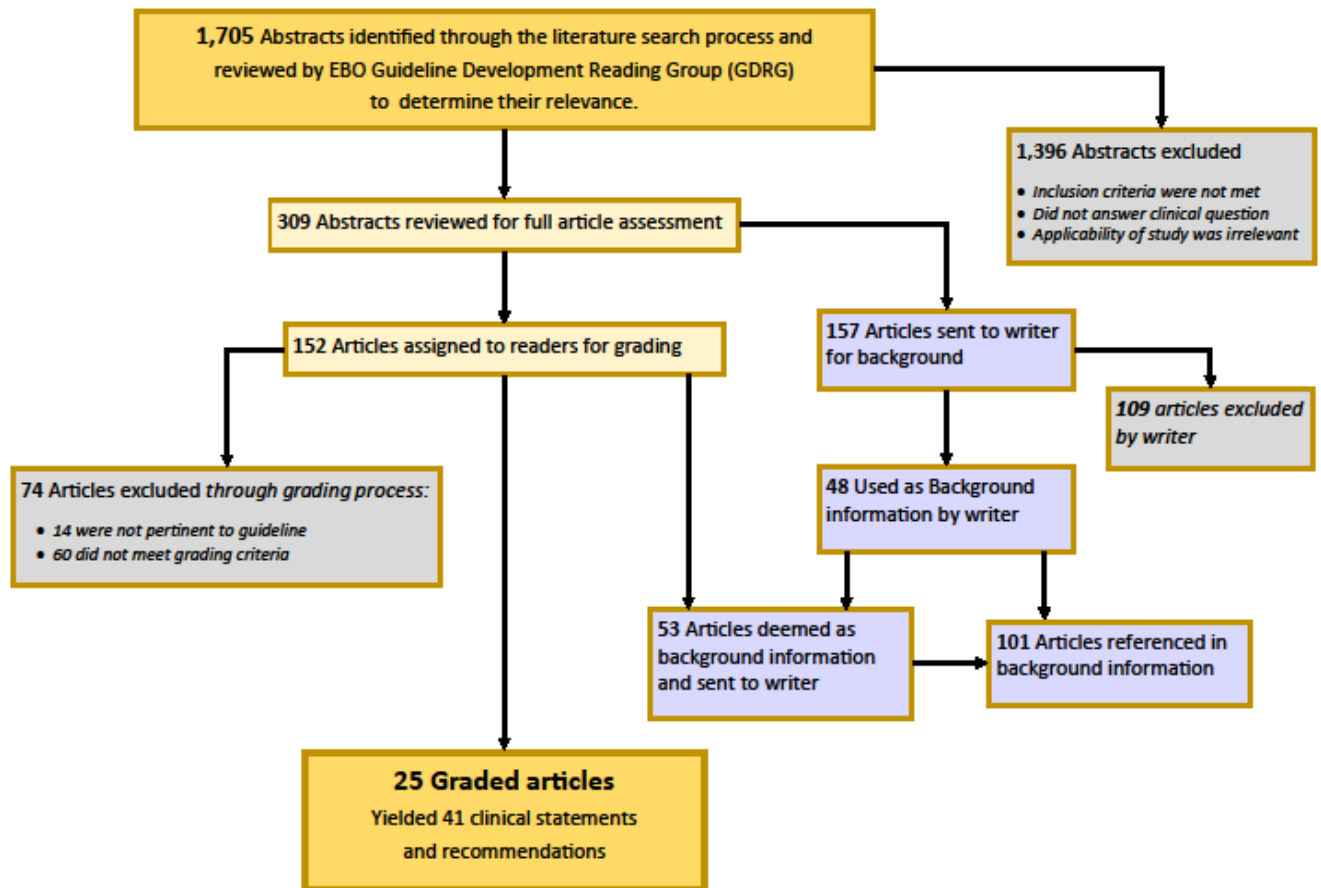 1,705 Abstracts identified through the literature search process and
reviewed by EBO Guideline Development Reading Group (GDRG)
to determine their relevance.
1,396 Abstracts excluded
• Inclusion criteria were not met
• Did not answer clinical question
• Applicability of study was irrelevant
309 Abstracts reviewed for full article assessment
152 Articles assigned to readers for grading
157 Articles sent to writer
for background
109 articles excluded
by writer
74 Articles excluded through grading process:
• 14 were not pertinent to guideline
• 60 did not meet grading criteria
48 Used as Background
information by writer
53 Articles deemed as
background information
and sent to writer
101 Articles referenced in
background information
25 Graded articles
Yielded 41 clinical statements
and recommendations